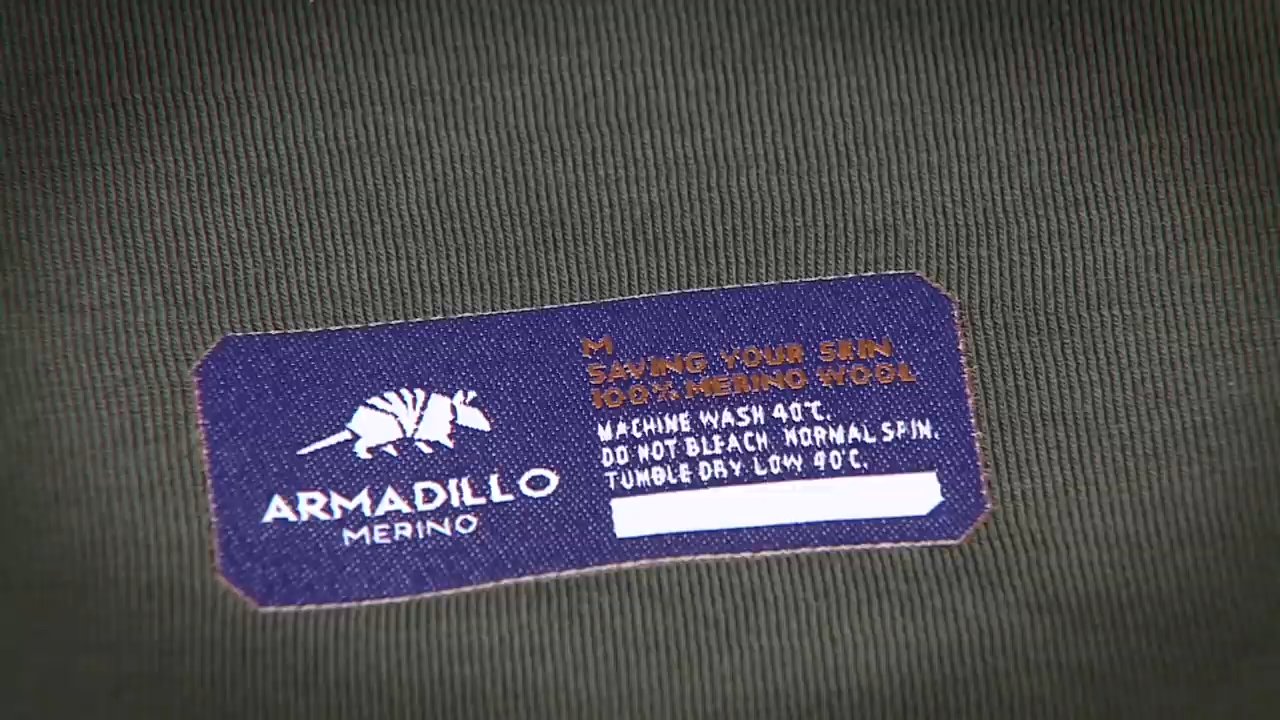 ARMADILLO
MERINO
M
SAVING YOUR SKIN
100% MERINO WOOL
MACHINE WASH 40°C.
DO NOT BLEACH. NORMAL SPIN.
TUMBLE DRY LOW 40°C.